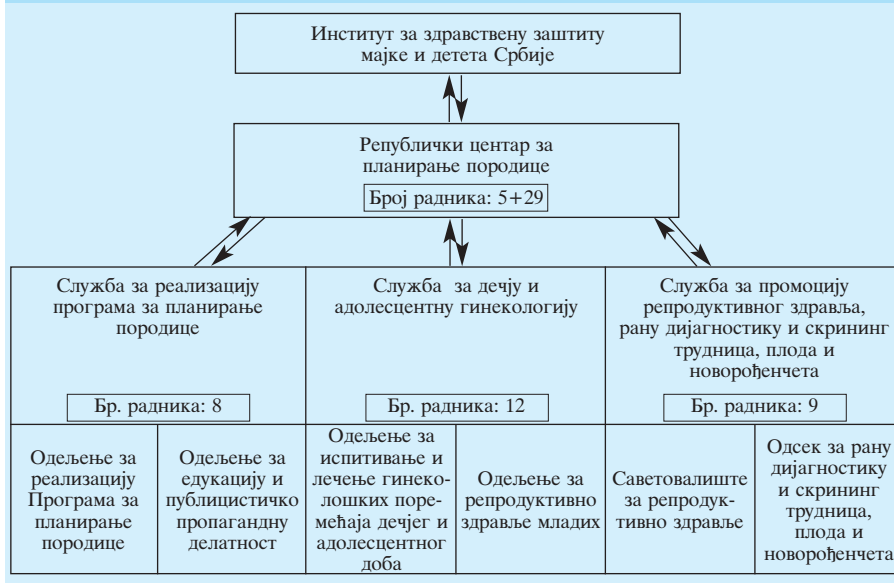 Институт за здравствену заштиту
мајке и детета Србије
Републички центар за
планирање породице
Број радника: 5+29
Служба за реализацију
програма за планирање
породице
Бр. радника: 8
Служба за дечју и
адолесцентну гинекологију
Бр. радника: 12
Служба за промоцију
репродуктивног здравља,
рану дијагностику и скрининг
трудница, плода и
новорођенчета
Бр. радника: 9
Одељење за
реализацију
Програма за
планирање
породице
Одељење за
едукацију и
публицистичко
пропагандну
делатност
Одељење за
испитивање и
лечење гинеко-
лошких поре-
мећаја дечјег и
адолесцентног
доба
Одељење за
репродуктивно
здравље младих
Саветовалиште
за репродук-
тивно здравље
Одсек за рану
дијагностику
и скрининг
трудница,
плода и
новорођенчета